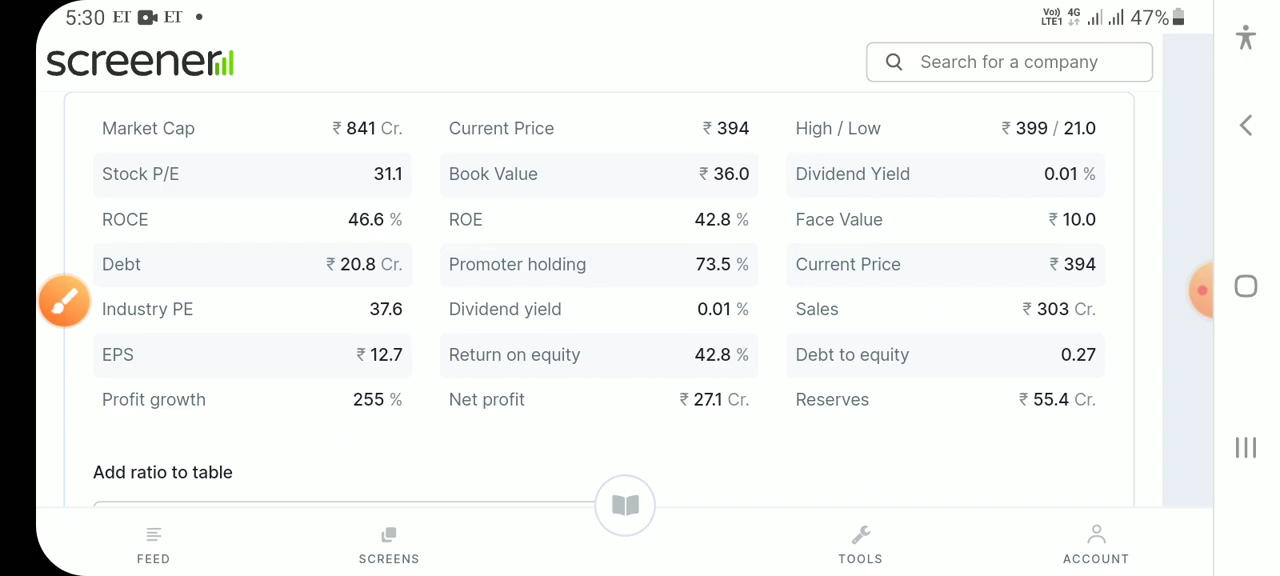 5:30 ET ET •
Vo)) LTE1 4G 47%
screener
Search for a company
Market Cap ₹ 841 Cr. Current Price ₹ 394 High / Low ₹ 399 / 21.0
Stock P/E 31.1 Book Value ₹ 36.0 Dividend Yield 0.01 %
ROCE 46.6 % ROE 42.8 % Face Value ₹ 10.0
Debt ₹ 20.8 Cr. Promoter holding 73.5 % Current Price ₹ 394
Industry PE 37.6 Dividend yield 0.01 % Sales ₹ 303 Cr.
EPS ₹ 12.7 Return on equity 42.8 % Debt to equity 0.27
Profit growth 255 % Net profit ₹ 27.1 Cr. Reserves ₹ 55.4 Cr.
Add ratio to table
FEED SCREENS TOOLS ACCOUNT